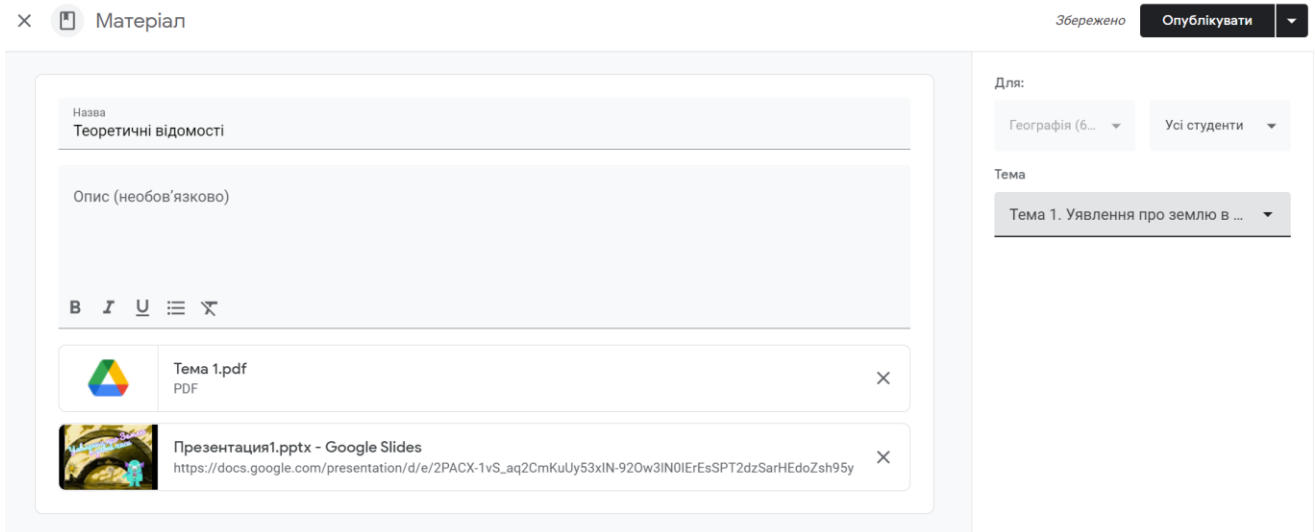 Матеріал
Збережено
Опублікувати
Назва
Теоретичні відомості
Опис (необов’язково)
B I U
Тема 1.pdf
PDF
Презентация1.pptx - Google Slides
https://docs.google.com/presentation/d/e/2PACX-1vS_aq2CmKuUy53xIN-92Ow3lN0IErEsSPT2dzSarHEdoZsh95y
Для:
Географія (6...
Усі студенти
Тема
Тема 1. Уявлення про землю в ...